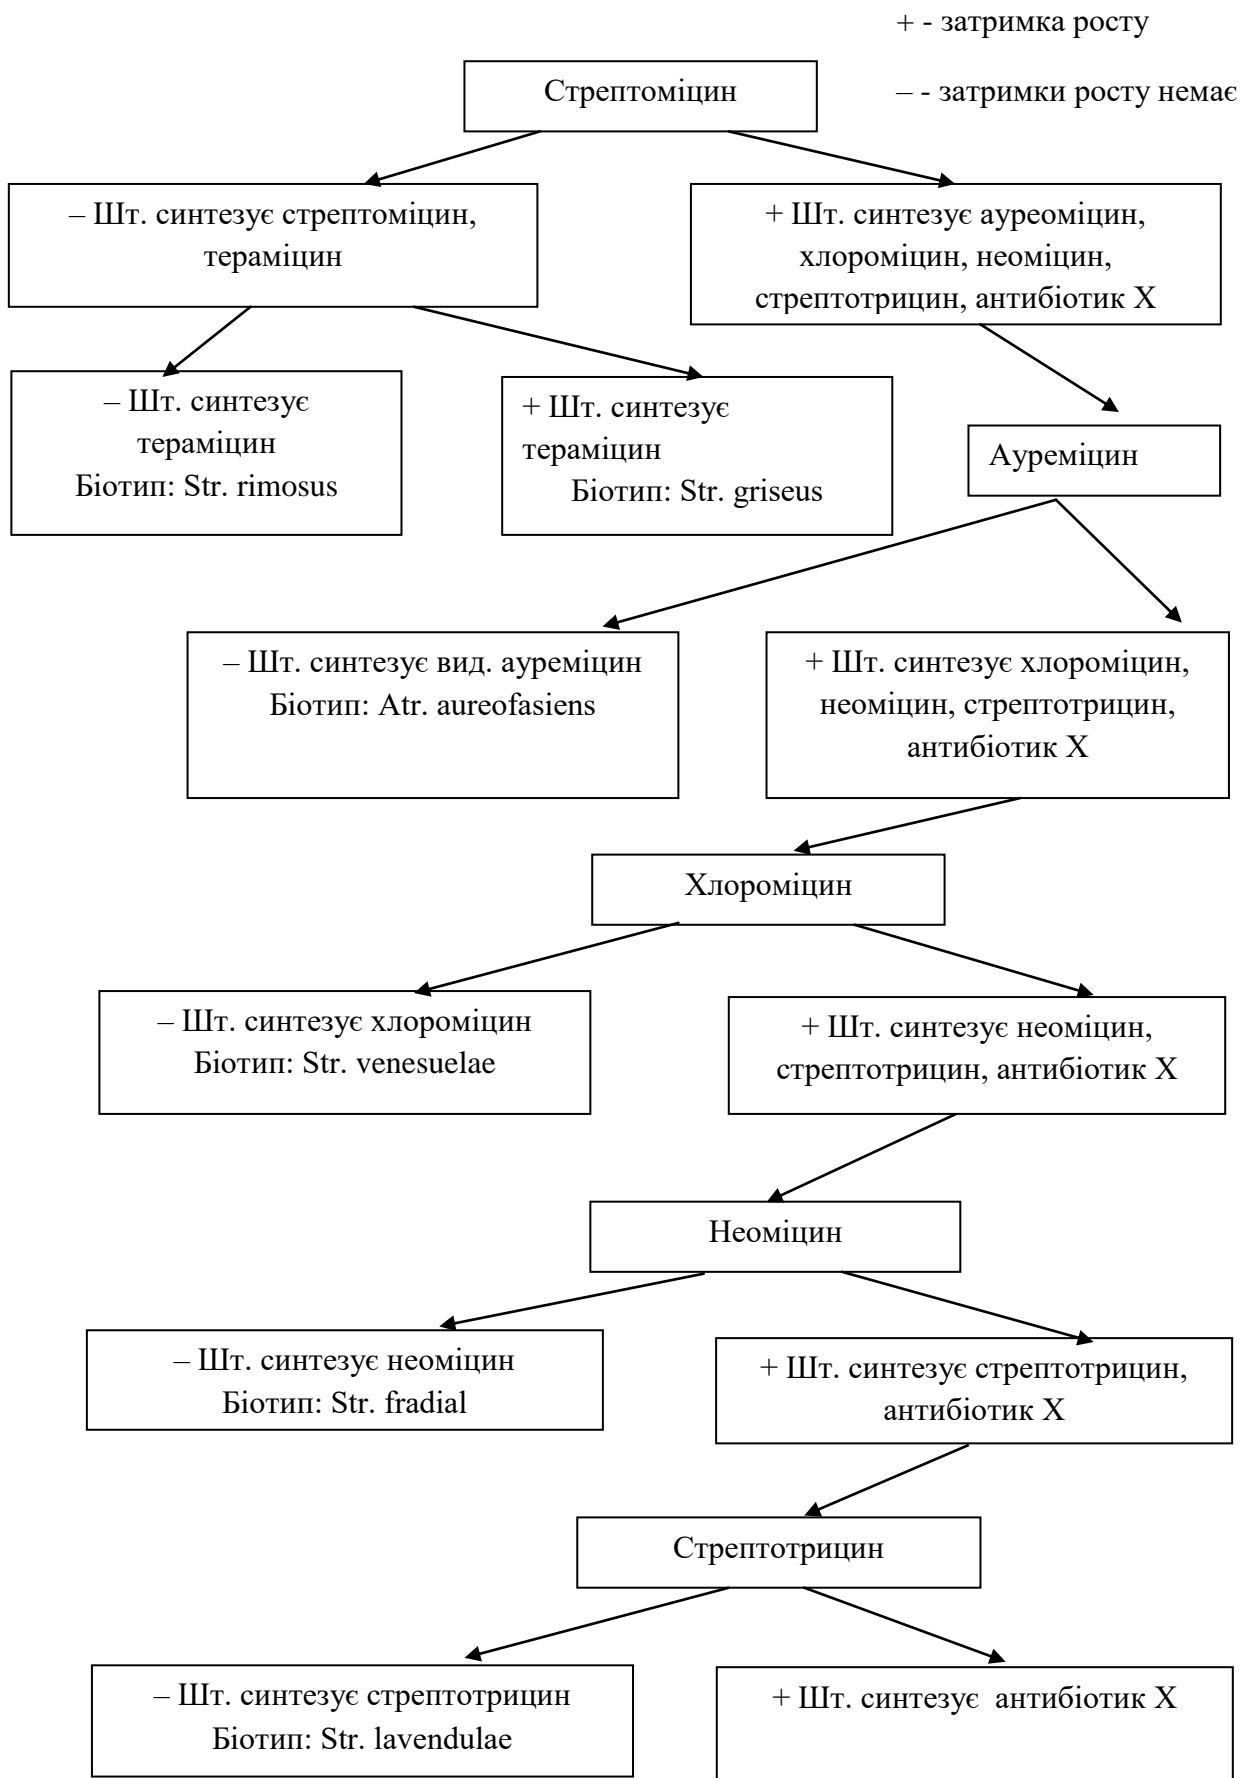 + - затримка росту
Стрептоміцин
– - затримки росту немає
– Шт. синтезує стрептоміцин,
тераміцин
+ Шт. синтезує ауреоміцин,
хлороміцин, неоміцин,
стрептотрицин, антибіотик Х
– Шт. синтезує
тераміцин
Біотип: Str. rimosus
+ Шт. синтезує
тераміцин
Біотип: Str. griseus
Ауреміцин
– Шт. синтезує вид. ауреміцин
Біотип: Atr. aureofasiens
+ Шт. синтезує хлороміцин,
неоміцин, стрептотрицин,
антибіотик Х
Хлороміцин
– Шт. синтезує хлороміцин
Біотип: Str. venesuelae
+ Шт. синтезує неоміцин,
стрептотрицин, антибіотик Х
Неоміцин
– Шт. синтезує неоміцин
Біотип: Str. fradial
+ Шт. синтезує стрептотрицин,
антибіотик Х
Стрептотрицин
– Шт. синтезує стрептотрицин
Біотип: Str. lavendulae
+ Шт. синтезує  антибіотик Х